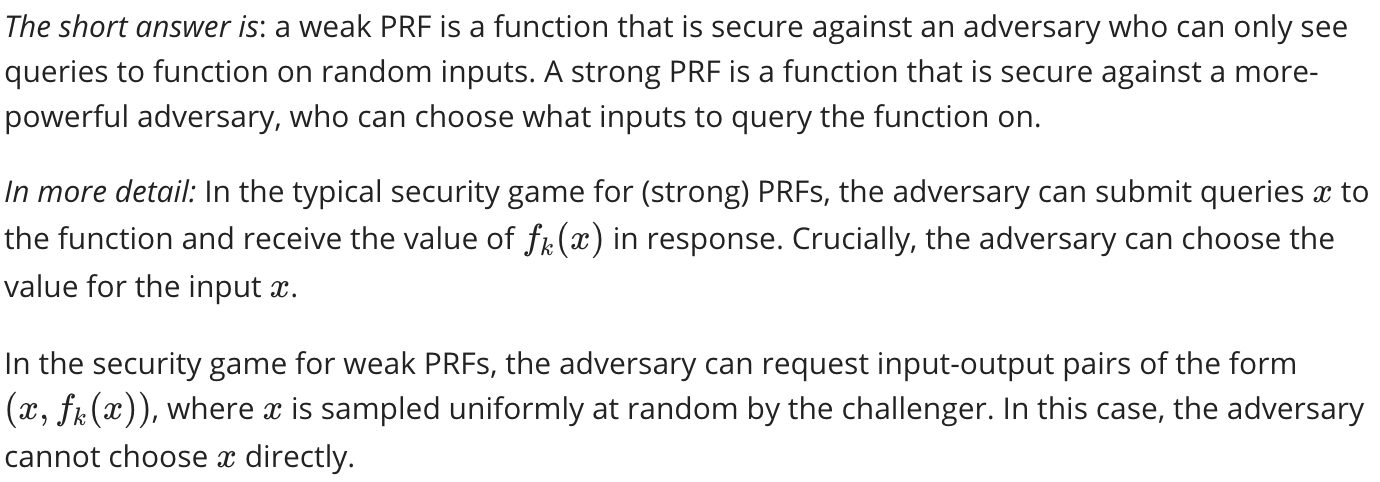 The short answer is: a weak PRF is a function that is secure against an adversary who can only see
queries to function on random inputs. A strong PRF is a function that is secure against a more-
powerful adversary, who can choose what inputs to query the function on.
In more detail: In the typical security game for (strong) PRFs, the adversary can submit queries x to
the function and receive the value of fₖ(x) in response. Crucially, the adversary can choose the
value for the input x.
In the security game for weak PRFs, the adversary can request input-output pairs of the form
(x, fₖ(x)), where x is sampled uniformly at random by the challenger. In this case, the adversary
cannot choose x directly.